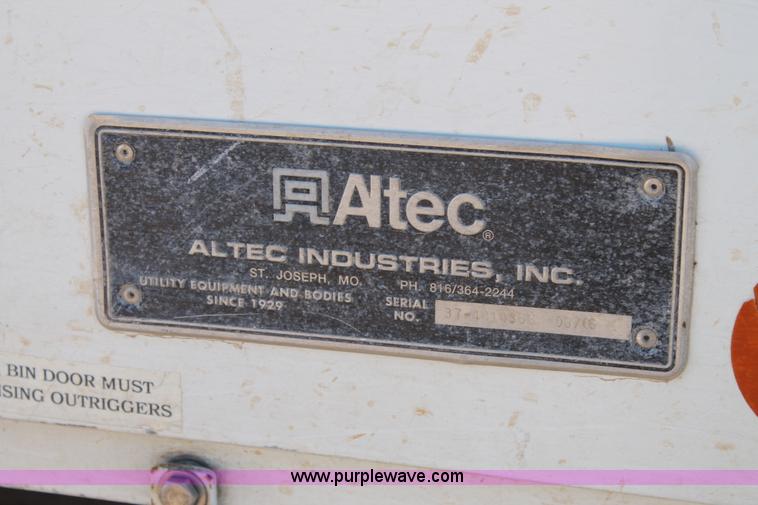 Altec®
ALTEC INDUSTRIES, INC.
ST. JOSEPH, MO. PH. 816/364-2244
UTILITY EQUIPMENT AND BODIES
SINCE 1929
SERIAL
NO.
BIN DOOR MUST
ISING OUTRIGGERS
www.purplewave.com